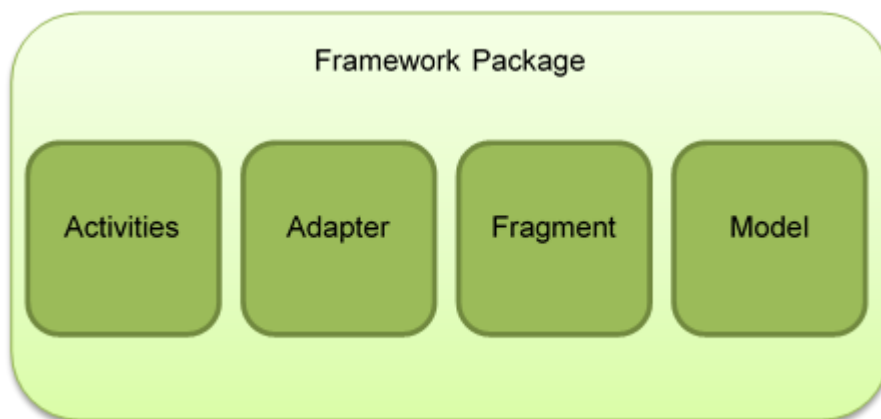 Framework Package
Activities
Adapter
Fragment
Model